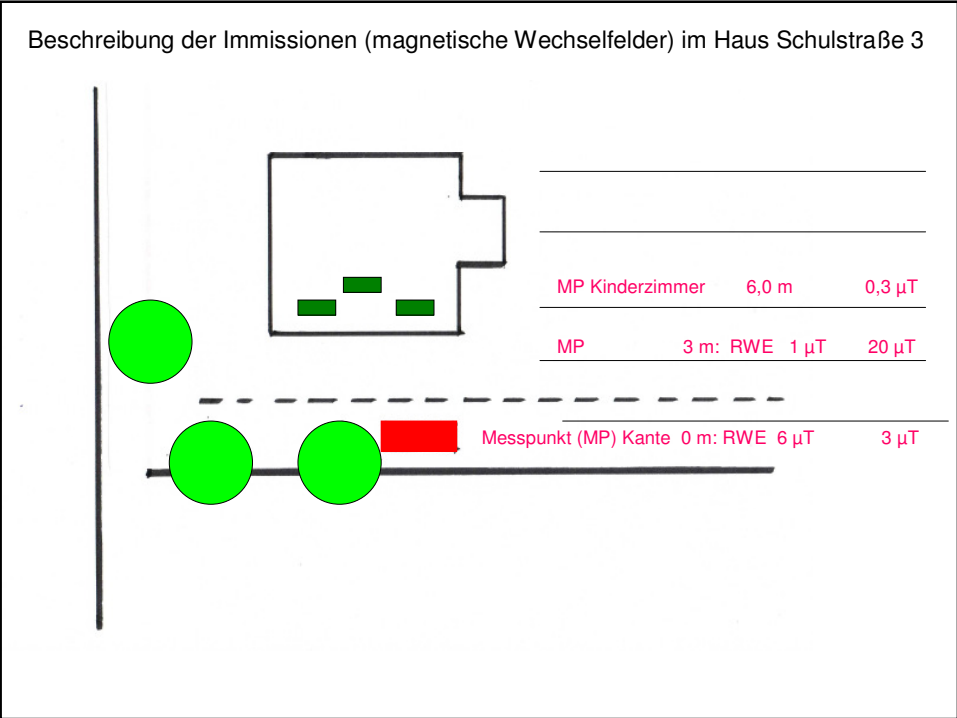 Beschreibung der Immissionen (magnetische Wechselfelder) im Haus Schulstraße 3
MP Kinderzimmer 6,0 m 0,3 µT
MP 3 m: RWE 1 µT 20 µT
Messpunkt (MP) Kante 0 m: RWE 6 µT 3 µT